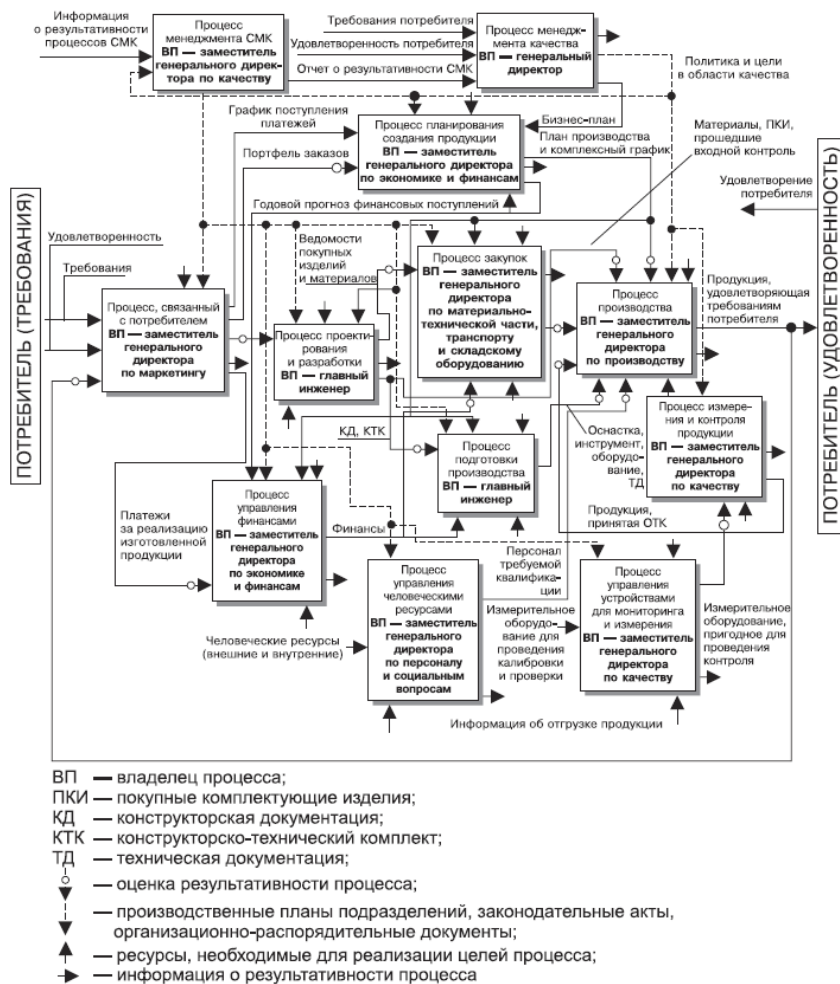 Информация
о результативности
процессов СМК
Процесс
менеджмента СМК
ВП — заместитель
генерального дирек-
тора по качеству
Требования потребителя
Удовлетворенность потребителя
Отчет о результативности СМК
Процесс менедж-
мента качества
ВП — генеральный
директор
Политика и цели
в области качества
График поступления
платежей
Портфель заказов
Процесс планирования
создания продукции
ВП — заместитель
генерального директора
по экономике и финансам
Бизнес-план
План производства
и комплексный график
Материалы, ПКИ,
прошедшие
входной контроль
Удовлетворение
потребителя
Годовой прогноз финансовых поступлений
ПОТРЕБИТЕЛЬ (ТРЕБОВАНИЯ)
Удовлетворенность
Требования
Процесс, связанный
с потребителем
ВП — заместитель
генерального
директора
по маркетингу
Ведомости
покупных
изделий
и материалов
Процесс проекти-
рования
и разработки
ВП — главный
инженер
Процесс закупок
ВП — заместитель
генерального
директора
по материально-
технической части,
транспорту
и складскому
оборудованию
Процесс
производства
ВП — заместитель
генерального
директора
по производству
Продукция,
удовлетворяющая
требованиям
потребителя
ПОТРЕБИТЕЛЬ (УДОВЛЕТВОРЕННОСТЬ)
КД, КТК
Процесс
подготовки
производства
ВП — главный
инженер
Оснастка,
инструмент,
оборудова-
ние,
ТД
Процесс измере-
ния и контроля
продукции
ВП — заместитель
генерального
директора
по качеству
Платежи
за реализацию
изготовленной
продукции
Процесс
управления
финансами
ВП — заместитель
генерального
директора
по экономике
и финансам
Финансы
Продукция,
принятая ОТК
Процесс
управления
человеческими
ресурсами
ВП — заместитель
генерального
директора
по персоналу
и социальным
вопросам
Персонал
требуемой
квалифика-
ции
Измерительное
оборудо-
вание для
проведения
калибровки
и проверки
Процесс
управления
устройствами
для мониторинга
и измерения
ВП — заместитель
генерального
директора
по качеству
Измерительное
оборудование,
пригодное для
проведения
контроля
Человеческие ресурсы
(внешние и внутренние)
Информация об отгрузке продукции
ВП — владелец процесса;
ПКИ — покупные комплектующие изделия;
КД — конструкторская документация;
КТК — конструкторско-технический комплект;
ТД — техническая документация;
— оценка результативности процесса;
— производственные планы подразделений, законодательные акты,
организационно-распорядительные документы;
— ресурсы, необходимые для реализации целей процесса;
— информация о результативности процесса